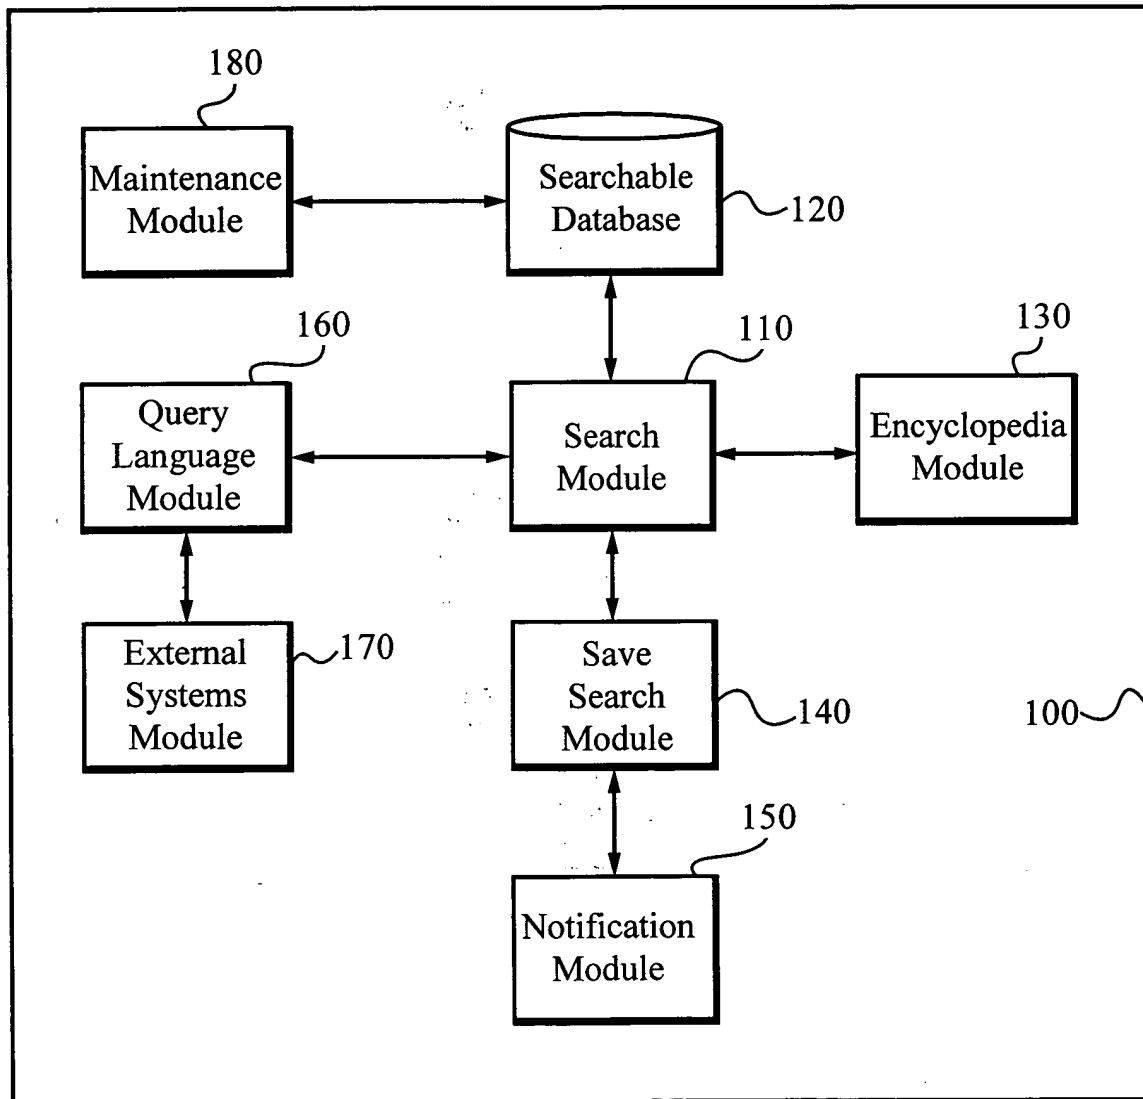 180
Maintenance
Module
Searchable
Database
120
160
110
130
Query
Language
Module
Search
Module
Encyclopedia
Module
External
Systems
Module
170
Save
Search
Module
140
100
150
Notification
Module